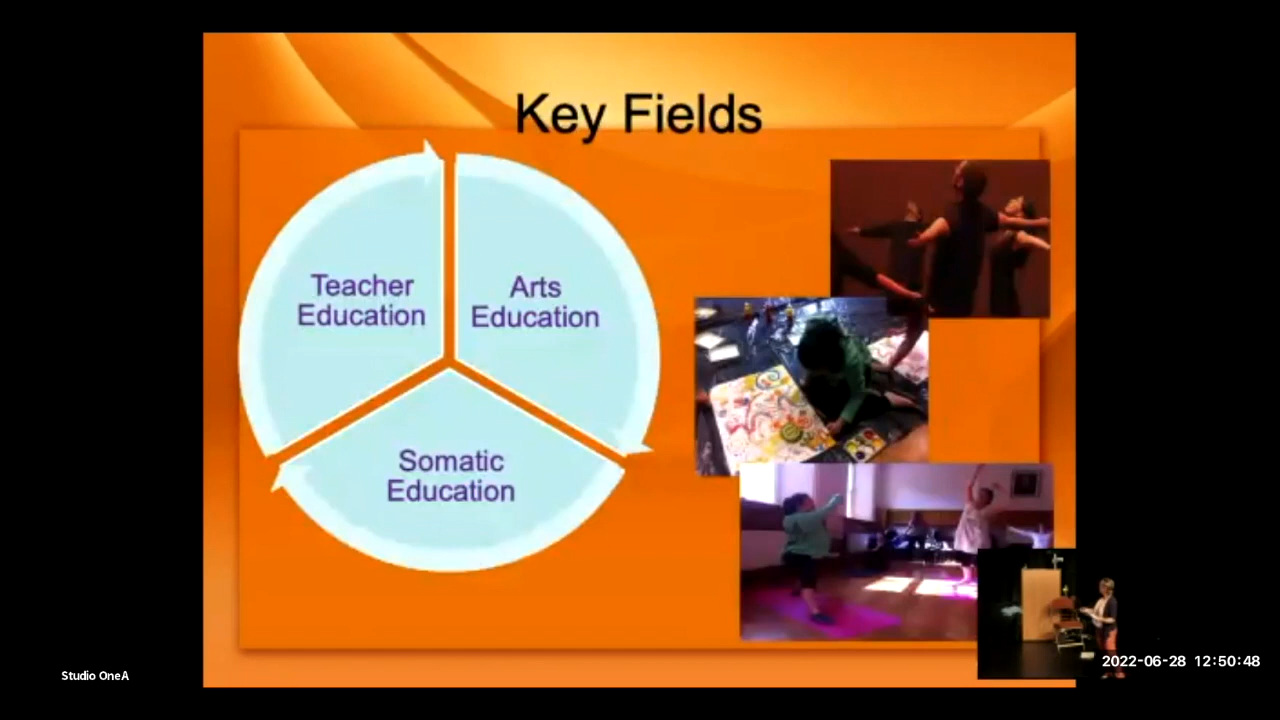 Key Fields
Teacher
Education
Arts
Education
Somatic
Education
Studio OneA
2022-06-28 12:50:48